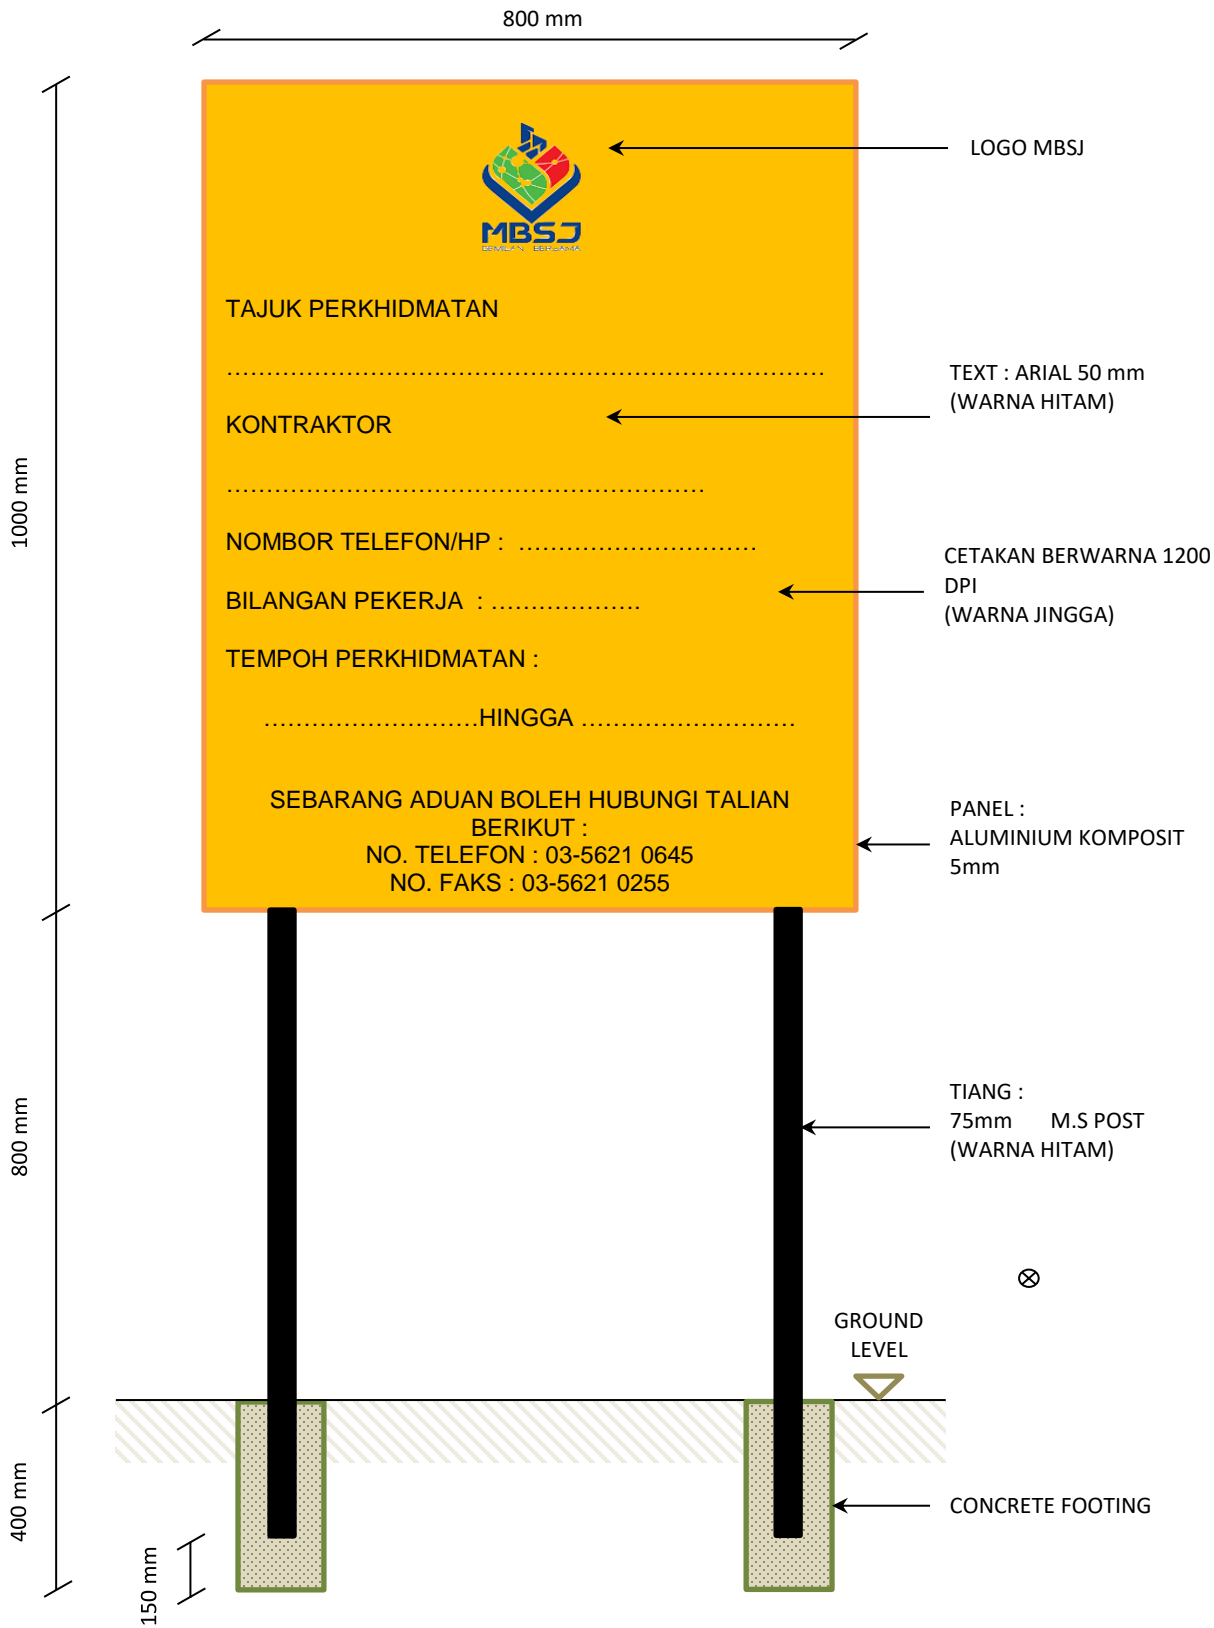 800 mm
LOGO MBSJ
MBSJ
TAJUK PERKHIDMATAN
...........................................................................
TEXT : ARIAL 50 mm
(WARNA HITAM)
KONTRAKTOR
............................................................
1000 mm
NOMBOR TELEFON/HP : ..............................
CETAKAN BERWARNA 1200
DPI
(WARNA JINGGA)
BILANGAN PEKERJA : ...................
TEMPOH PERKHIDMATAN :
...........................HINGGA ...........................
SEBARANG ADUAN BOLEH HUBUNGI TALIAN
BERIKUT :
NO. TELEFON : 03-5621 0645
NO. FAKS : 03-5621 0255
PANEL :
ALUMINIUM KOMPOSIT
5mm
800 mm
TIANG :
75mm M.S POST
(WARNA HITAM)
GROUND
LEVEL
400 mm
CONCRETE FOOTING
150 mm